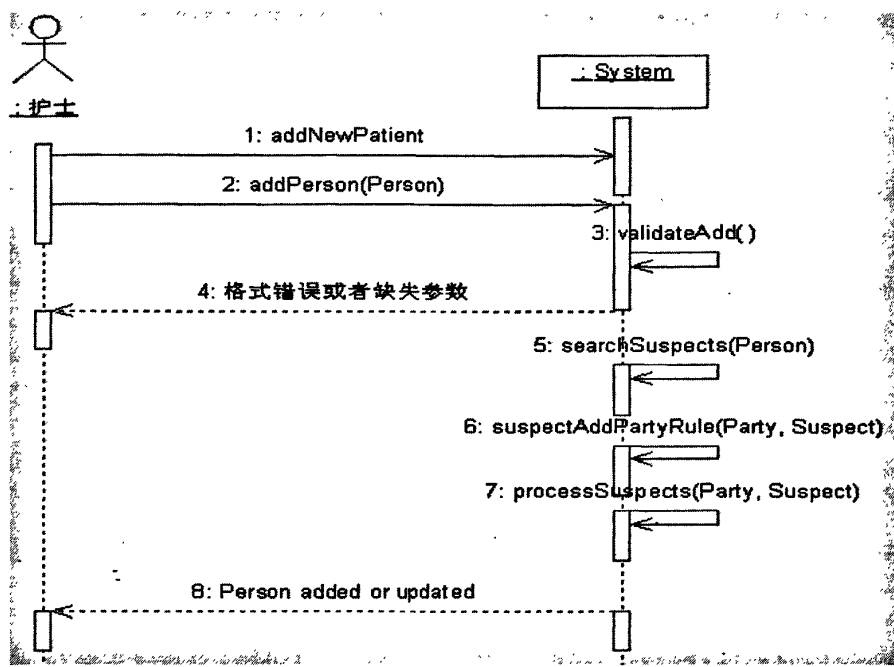 : System
: 护士
1: addNewPatient
2: addPerson(Person)
3: validateAdd()
4: 格式错误或者缺失参数
5: searchSuspects(Person)
6: suspectAddPartyRule(Party, Suspect)
7: processSuspects(Party, Suspect)
8: Person added or updated